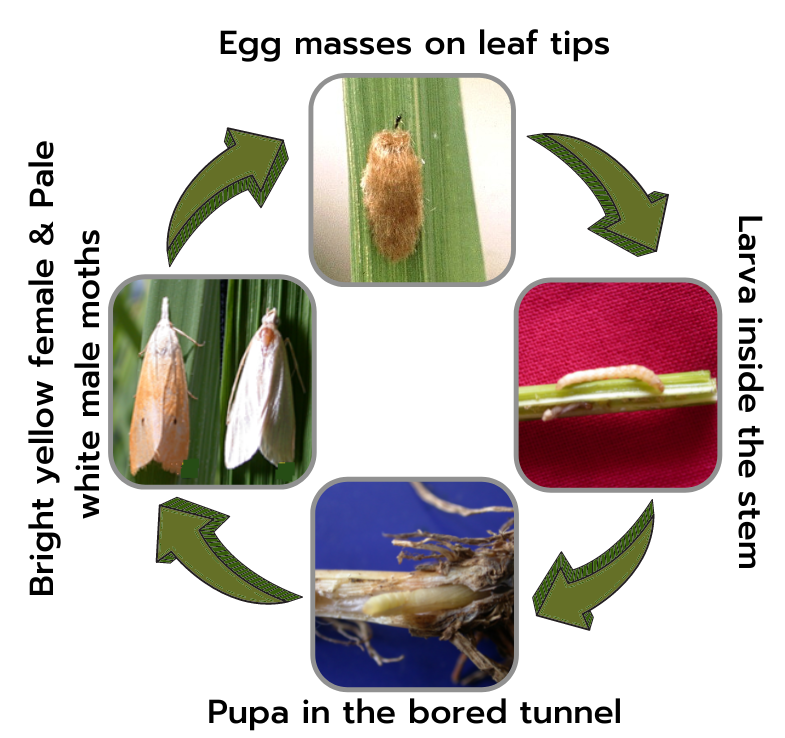 Egg masses on leaf tips
Larva inside the stem
Pupa in the bored tunnel
Bright yellow female & Pale
white male moths